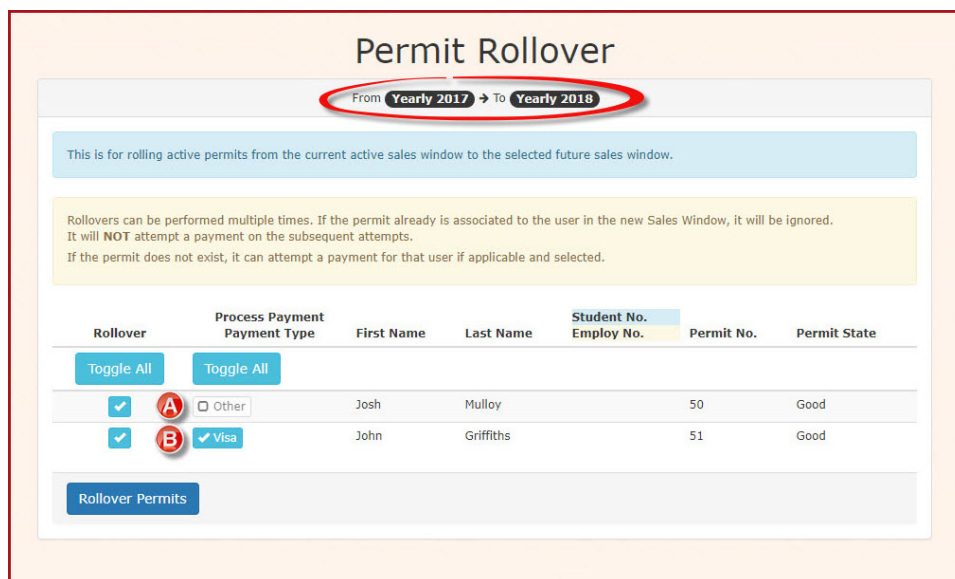 Permit Rollover
From Yearly 2017 → To Yearly 2018
This is for rolling active permits from the current active sales window to the selected future sales window.
Rollovers can be performed multiple times. If the permit already is associated to the user in the new Sales Window, it will be ignored.
It will NOT attempt a payment on the subsequent attempts.
If the permit does not exist, it can attempt a payment for that user if applicable and selected.
Rollover Process Payment Payment Type First Name Last Name Student No. Employ No. Permit No. Permit State
Toggle All Toggle All
A Other Josh Mulloy 50 Good
B Visa John Griffiths 51 Good
Rollover Permits